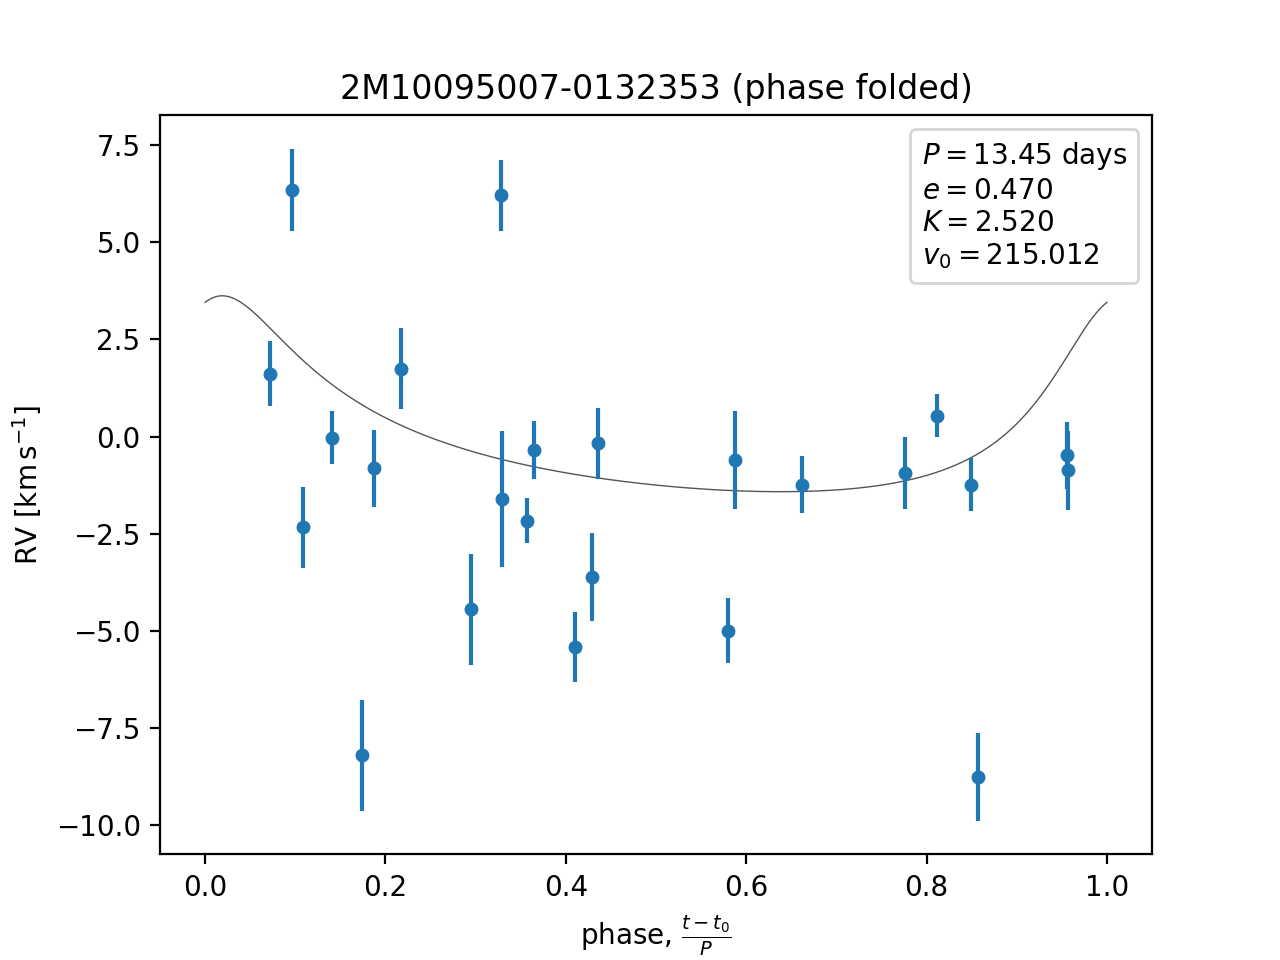 2M10095007-0132353 (phase folded)
P = 13.45 days
e = 0.470
K = 2.520
v₀ = 215.012
7.5
5.0
2.5
0.0
−2.5
−5.0
−7.5
−10.0
RV [km s⁻¹]
0.0 0.2 0.4 0.6 0.8 1.0
phase, (t − t₀)/P